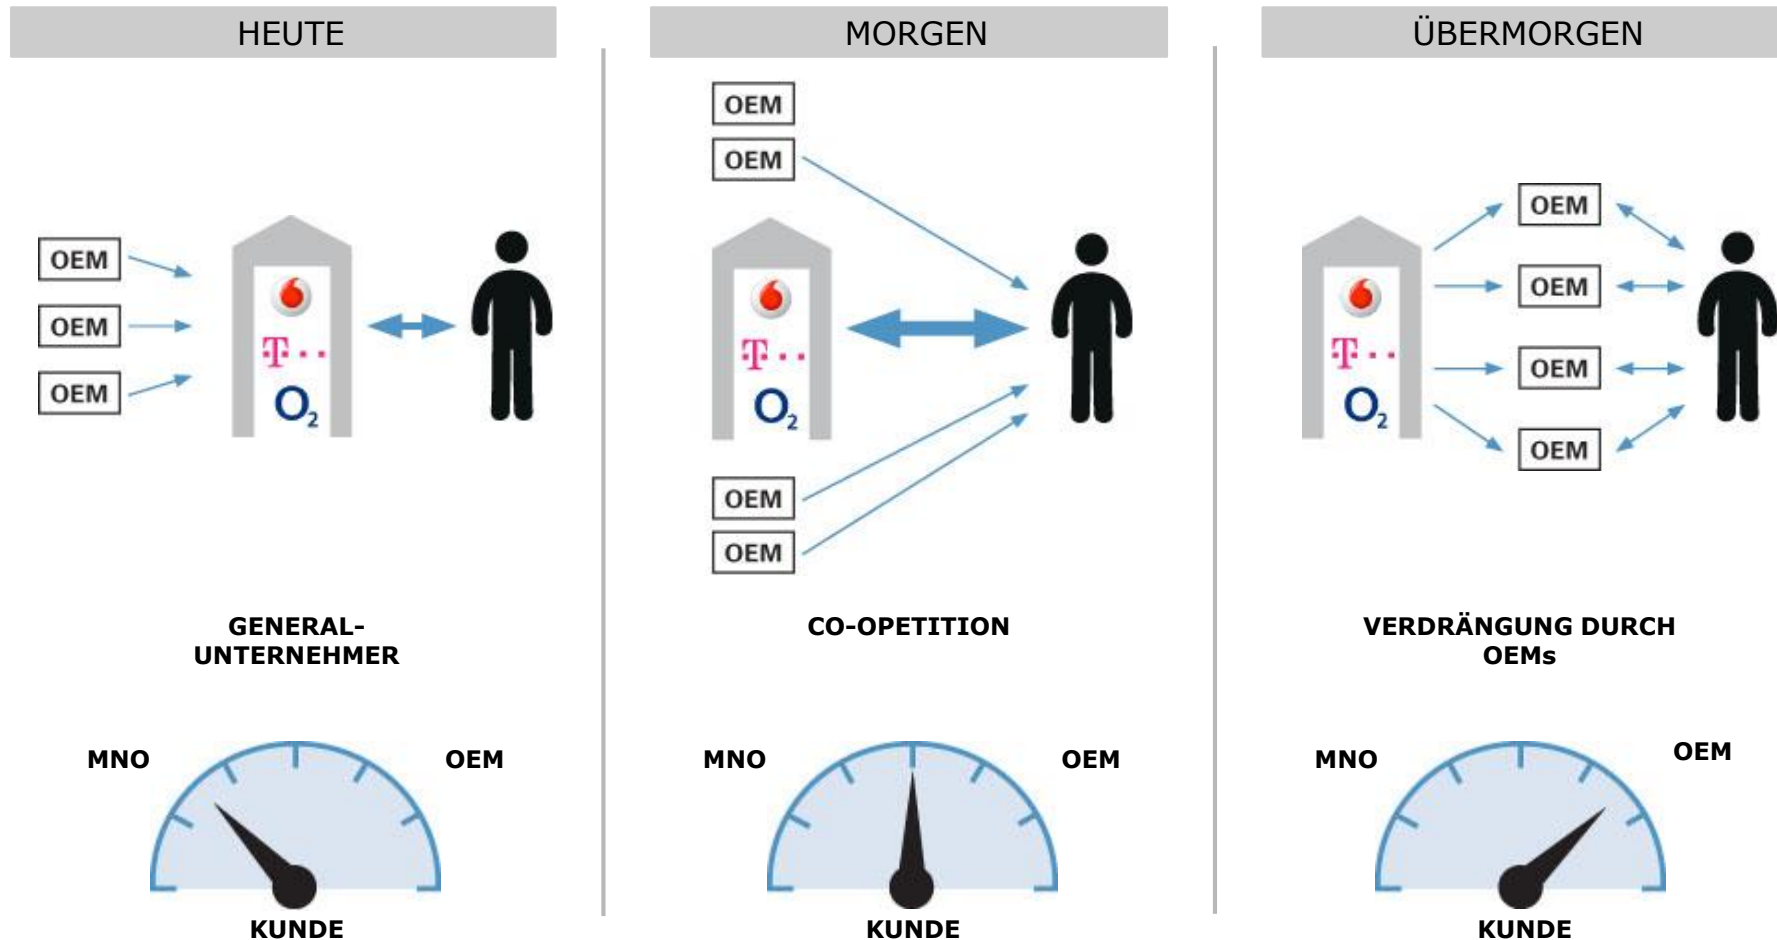 HEUTE
OEM
OEM
OEM
T
O2
GENERAL-
UNTERNEHMER
MNO
OEM
KUNDE
MORGEN
OEM
OEM
T
O2
OEM
OEM
CO-OPETITION
MNO
OEM
KUNDE
ÜBERMORGEN
T
O2
OEM
OEM
OEM
OEM
VERDRÄNGUNG DURCH
OEMs
MNO
OEM
KUNDE